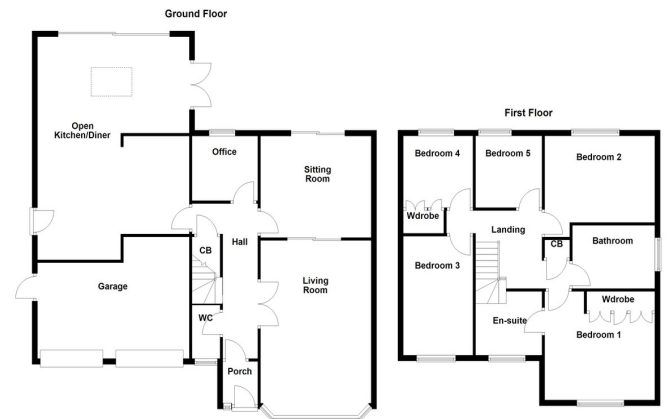 Ground Floor
Open
Kitchen/Diner
Office
Sitting
Room
Hall
CB
Living
Room
Garage
WC
Porch
First Floor
Bedroom 4
Bedroom 5
Bedroom 2
Wdrobe
Landing
CB
Bathroom
Bedroom 3
Wdrobe
En-suite
Bedroom 1